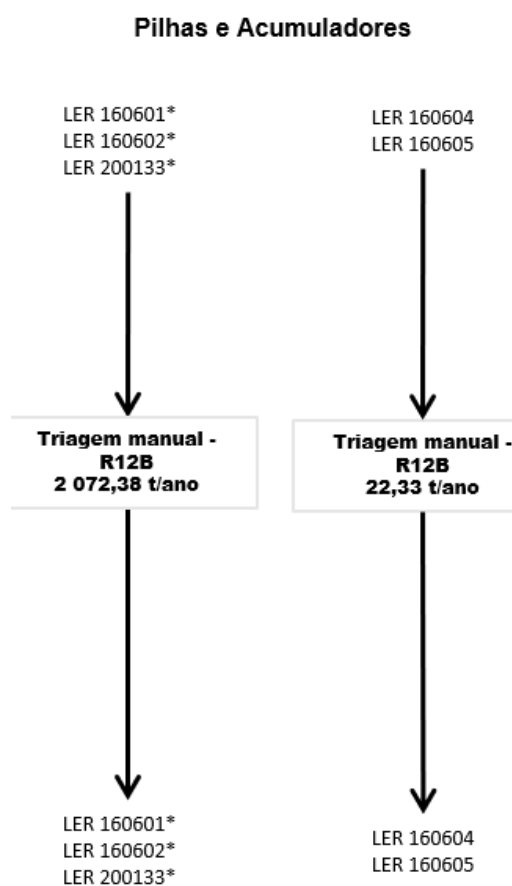 Pilhas e Acumuladores
LER 160601*
LER 160602*
LER 200133*
LER 160604
LER 160605
Triagem manual -
R12B
2 072,38 t/ano
Triagem manual -
R12B
22,33 t/ano
LER 160601*
LER 160602*
LER 200133*
LER 160604
LER 160605